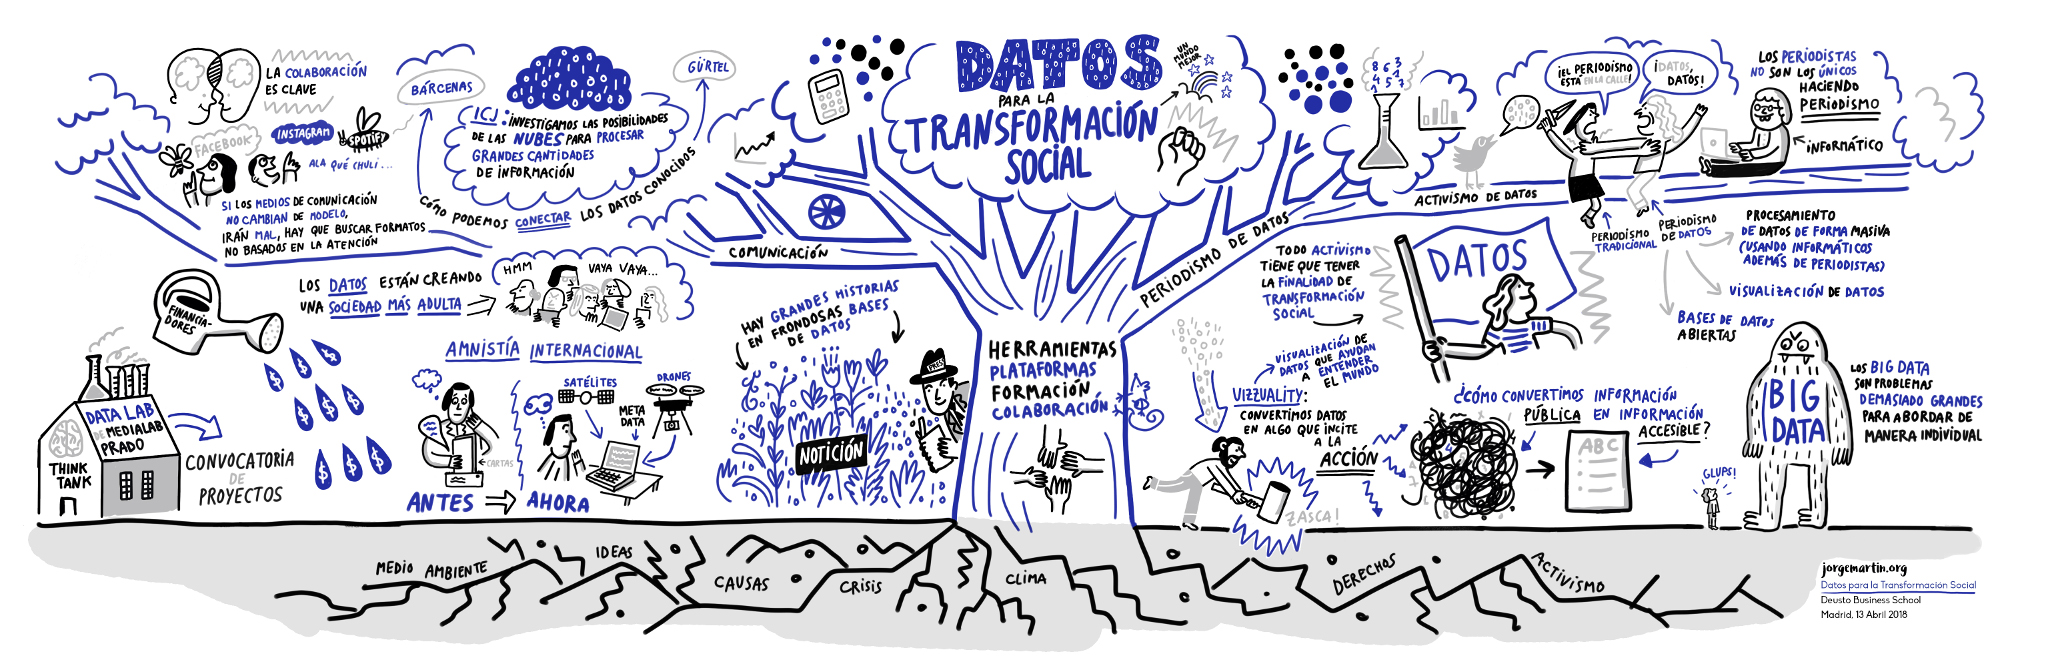 DATOS
PARA LA
TRANSFORMACIÓN
SOCIAL
UN
MUNDO
MEJOR
LA COLABORACIÓN
ES CLAVE
FACEBOOK
INSTAGRAM
SPOTIFY
ALA QUÉ CHULI...
SI LOS MEDIOS DE COMUNICACIÓN
NO CAMBIAN DE MODELO,
IRÁN MAL, HAY QUE BUSCAR FORMATOS
NO BASADOS EN LA ATENCIÓN
BÁRCENAS
GÜRTEL
ICJ: INVESTIGAMOS LAS POSIBILIDADES
DE LAS NUBES PARA PROCESAR
GRANDES CANTIDADES
DE INFORMACIÓN
CÓMO PODEMOS CONECTAR LOS DATOS CONOCIDOS
COMUNICACIÓN
LOS DATOS ESTÁN CREANDO
UNA SOCIEDAD MÁS ADULTA
HMM
VAYA VAYA...
FINANCIA-
DORES
DATA LAB
DE MEDIALAB
PRADO
THINK
TANK
CONVOCATORIA
DE
PROYECTOS
$ $ $
$ $ $
$ $ $
AMNISTÍA INTERNACIONAL
CARTAS
ANTES
AHORA
SATÉLITES
DRONES
META
DATA
HAY GRANDES HISTORIAS
EN FRONDOSAS BASES
DE DATOS
NOTICIÓN
PRESS
HERRAMIENTAS
PLATAFORMAS
FORMACIÓN
COLABORACIÓN
8 6 3
4 5 7
1
PERIODISMO DE DATOS
ACTIVISMO DE DATOS
¡EL PERIODISMO
ESTÁ EN LA CALLE!
¡DATOS,
DATOS!
PERIODISMO
TRADICIONAL
PERIODISMO
DE DATOS
LOS PERIODISTAS
NO SON LOS ÚNICOS
HACIENDO
PERIODISMO
INFORMÁTICO
PROCESAMIENTO
DE DATOS DE FORMA MASIVA
(USANDO INFORMÁTICOS
ADEMÁS DE PERIODISTAS)
VISUALIZACIÓN DE DATOS
BASES DE DATOS
ABIERTAS
TODO ACTIVISMO
TIENE QUE TENER
LA FINALIDAD DE
TRANSFORMACIÓN
SOCIAL
DATOS
VISUALIZACIÓN DE
DATOS QUE AYUDAN
A ENTENDER
EL MUNDO
VIZZUALITY:
CONVERTIMOS DATOS
EN ALGO QUE INCITE
A LA
ACCIÓN
ZASCA!
¿CÓMO CONVERTIMOS INFORMACIÓN
PÚBLICA EN INFORMACIÓN
ACCESIBLE?
ABC
GLUPS!
BIG
DATA
LOS BIG DATA
SON PROBLEMAS
DEMASIADO GRANDES
PARA ABORDAR DE
MANERA INDIVIDUAL
MEDIO AMBIENTE
IDEAS
CAUSAS
CRISIS
CLIMA
DERECHOS
ACTIVISMO
jorgemartin.org
Datos para la Transformación Social
Deusto Business School
Madrid, 13 Abril 2018